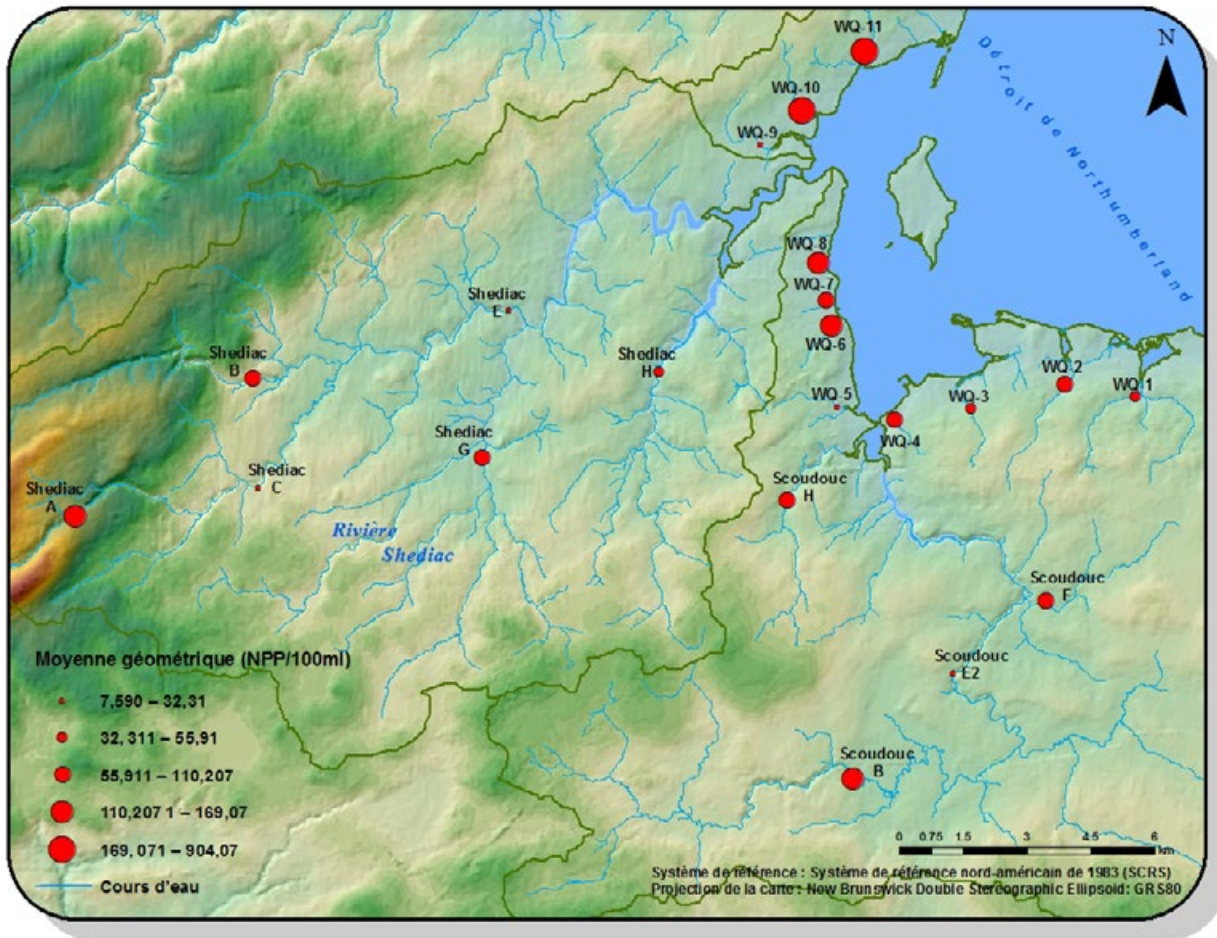 WQ-11
N
Détroit de Northumberland
WQ-10
WQ-9
WQ-8
WQ-7
WQ-6
Shediac
E
Shediac
B
Shediac
H
WQ-5
WQ-4
WQ-3
WQ-2
WQ-1
Shediac
G
Shediac
C
Shediac
A
Scoudouc
H
Rivière
Shediac
Scoudouc
F
Scoudouc
E2
Scoudouc
B
Moyenne géométrique (NPP/100ml)
7,590 – 32,31
32, 311 – 55,91
55,911 – 110,207
110,207 1 – 169,07
169, 071 – 904,07
Cours d'eau
0 0.75 1.5 3 4.5 6
km
Système de référence : Système de référence nord-américain de 1983 (SCRS)
Projection de la carte : New Brunswick Double Stereographic Ellipsoid: GRS80